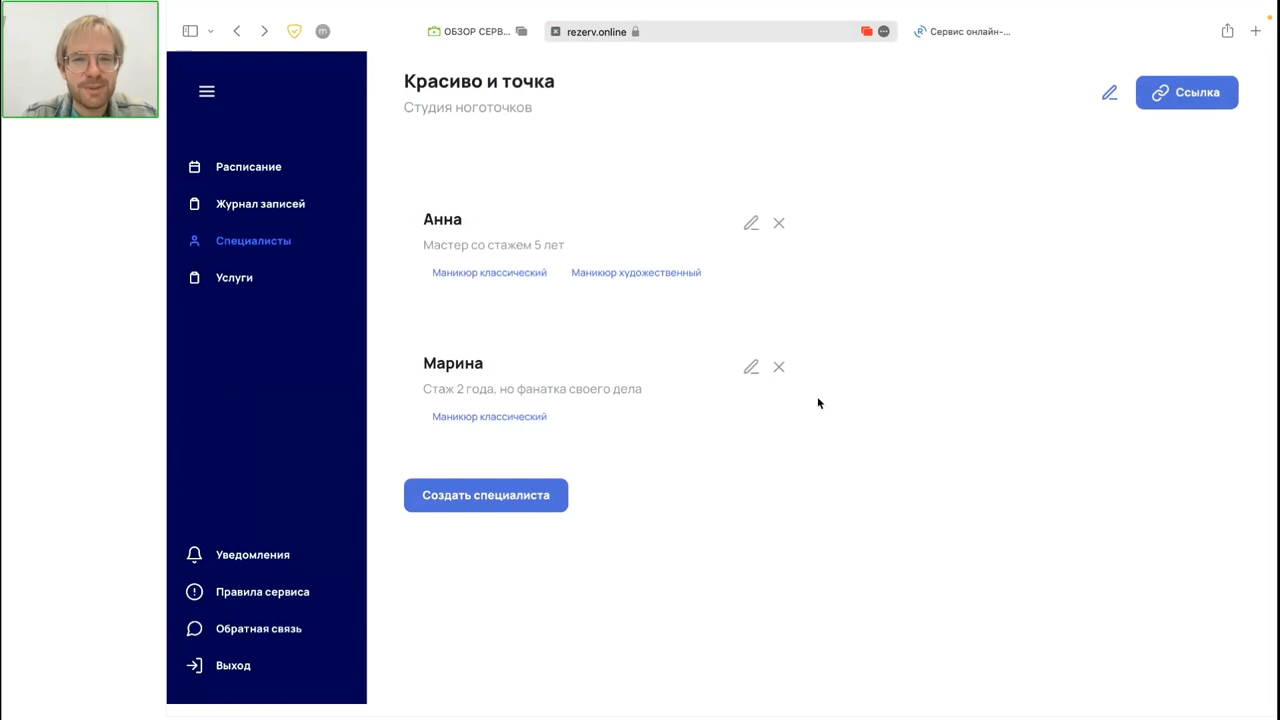 ОБЗОР СЕРВ...
rezerv.online
Сервис онлайн-...
Красиво и точка
Студия ноготочков
Ссылка
Расписание
Журнал записей
Специалисты
Услуги
Анна
Мастер со стажем 5 лет
Маникюр классический Маникюр художественный
Марина
Стаж 2 года, но фанатка своего дела
Маникюр классический
Создать специалиста
Уведомления
Правила сервиса
Обратная связь
Выход